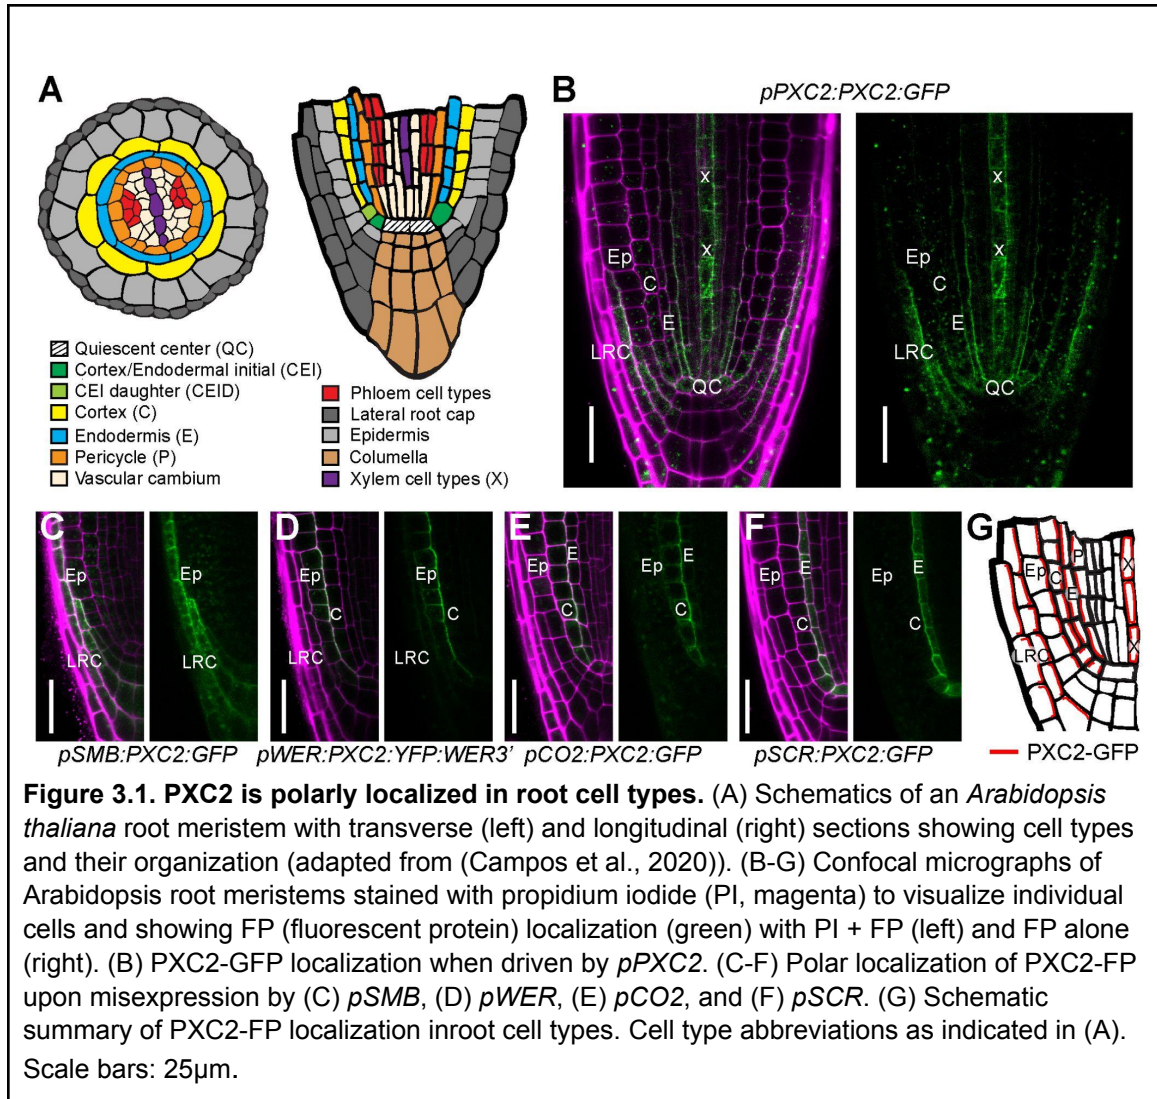 A
Quiescent center (QC)
Cortex/Endodermal initial (CEI)
CEI daughter (CEID)
Cortex (C)
Endodermis (E)
Pericycle (P)
Vascular cambium
Phloem cell types
Lateral root cap
Epidermis
Columella
Xylem cell types (X)
B
pPXC2:PXC2:GFP
x
x
Ep
C
E
LRC
QC
x
x
Ep
C
E
LRC
QC
C
Ep
LRC
Ep
LRC
pSMB:PXC2:GFP
D
Ep
C
LRC
Ep
C
LRC
pWER:PXC2:YFP:WER3'
E
E
Ep
C
E
Ep
C
pCO2:PXC2:GFP
F
E
Ep
C
E
Ep
C
pSCR:PXC2:GFP
G
P
Ep
C
E
X
LRC
X
PXC2-GFP
Figure 3.1. PXC2 is polarly localized in root cell types. (A) Schematics of an Arabidopsis
thaliana root meristem with transverse (left) and longitudinal (right) sections showing cell types
and their organization (adapted from (Campos et al., 2020)). (B-G) Confocal micrographs of
Arabidopsis root meristems stained with propidium iodide (PI, magenta) to visualize individual
cells and showing FP (fluorescent protein) localization (green) with PI + FP (left) and FP alone
(right). (B) PXC2-GFP localization when driven by pPXC2. (C-F) Polar localization of PXC2-FP
upon misexpression by (C) pSMB, (D) pWER, (E) pCO2, and (F) pSCR. (G) Schematic
summary of PXC2-FP localization inroot cell types. Cell type abbreviations as indicated in (A).
Scale bars: 25µm.